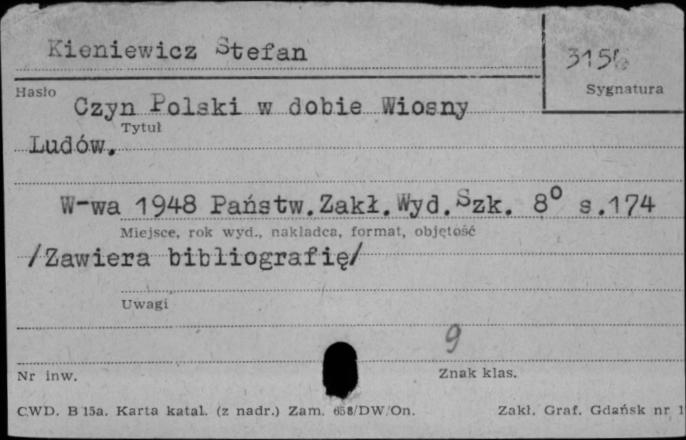 Kieniewicz Stefan
Hasło
Sygnatura
Czyn Polski w dobie Wiosny
Tytuł
Ludów.
W-wa 1948 Państw.Zakł.Wyd.Szk. 8° s.174
Miejsce, rok wyd., nakładca, format, objętość
/Zawiera bibliografię/
Uwagi
9
Nr inw.
Znak klas.
CWD. B 15a. Karta katal. (z nadr.) Zam. 658/DW/On.
Zakł. Graf. Gdańsk nr 1